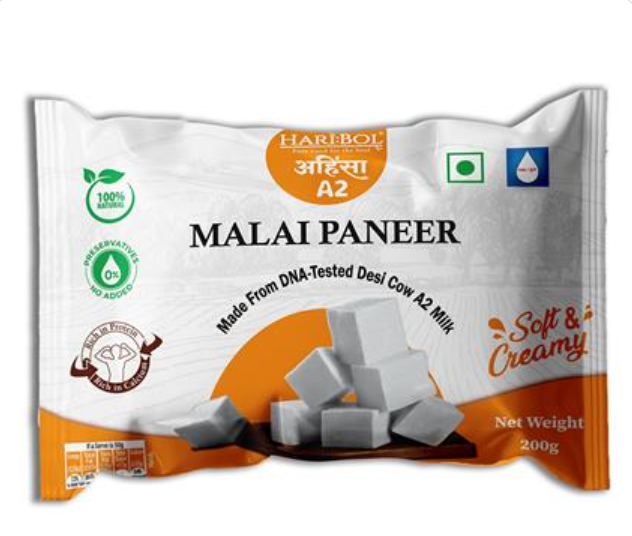 HARI:BOL
अहिंसा
A2
100%
NATURAL
MALAI PANEER
PRESERVATIVES
0%
NO ADDED
Made From DNA-Tested Desi Cow A2 Milk
Rich in Protein
Rich in Calcium
Soft &
Creamy
Net Weight
200g